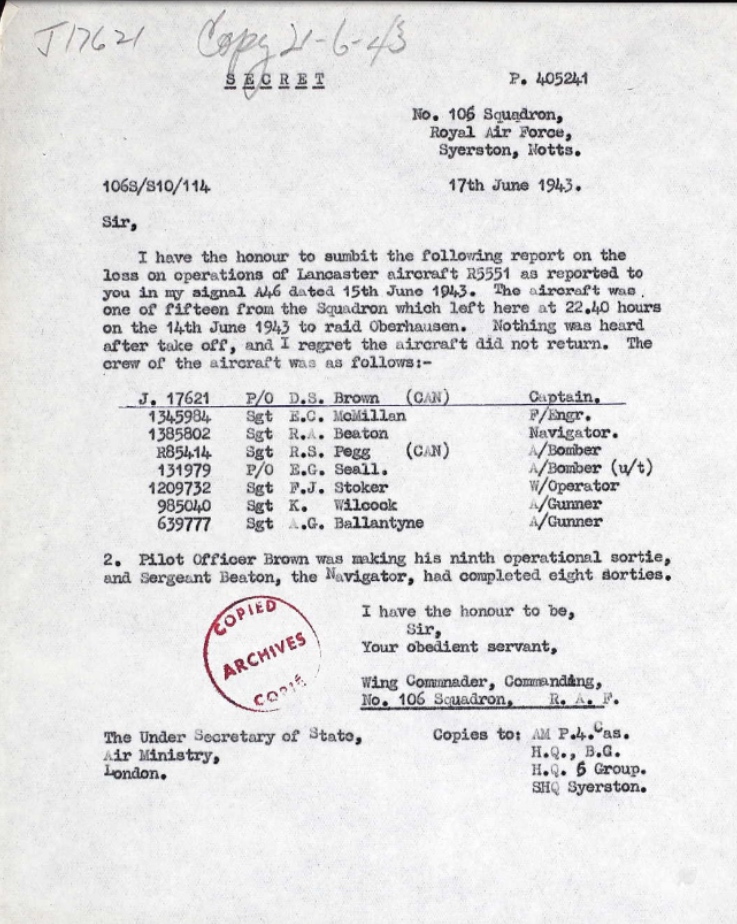 J17621 Copy 21-6-43
SECRET P. 405241
No. 106 Squadron,
Royal Air Force,
Syerston, Notts.
106S/S10/114 17th June 1943.
Sir,
I have the honour to sumbit the following report on the
loss on operations of Lancaster aircraft R5551 as reported to
you in my signal A46 dated 15th June 1943. The aircraft was
one of fifteen from the Squadron which left here at 22.40 hours
on the 14th June 1943 to raid Oberhausen. Nothing was heard
after take off, and I regret the aircraft did not return. The
crew of the aircraft was as follows:-
J. 17621 P/O D.S. Brown (CAN) Captain.
1345984 Sgt E.C. McMillan F/Engr.
1385802 Sgt R.A. Beaton Navigator.
R85414 Sgt R.S. Pegg (CAN) A/Bomber
131979 P/O E.G. Seall. A/Bomber (u/t)
1209732 Sgt F.J. Stoker W/Operator
985040 Sgt K. Wilcock A/Gunner
639777 Sgt A.G. Ballantyne A/Gunner
2. Pilot Officer Brown was making his ninth operational sortie,
and Sergeant Beaton, the Navigator, had completed eight sorties.
I have the honour to be,
Sir,
Your obedient servant,
COPIED
ARCHIVES
COPIÉ
Wing Commnader, Commanding,
No. 106 Squadron, R. A. F.
The Under Secretary of State, Copies to: AM P.4.Cas.
Air Ministry, H.Q., B.G.
London. H.Q. 5 Group.
SHQ Syerston.